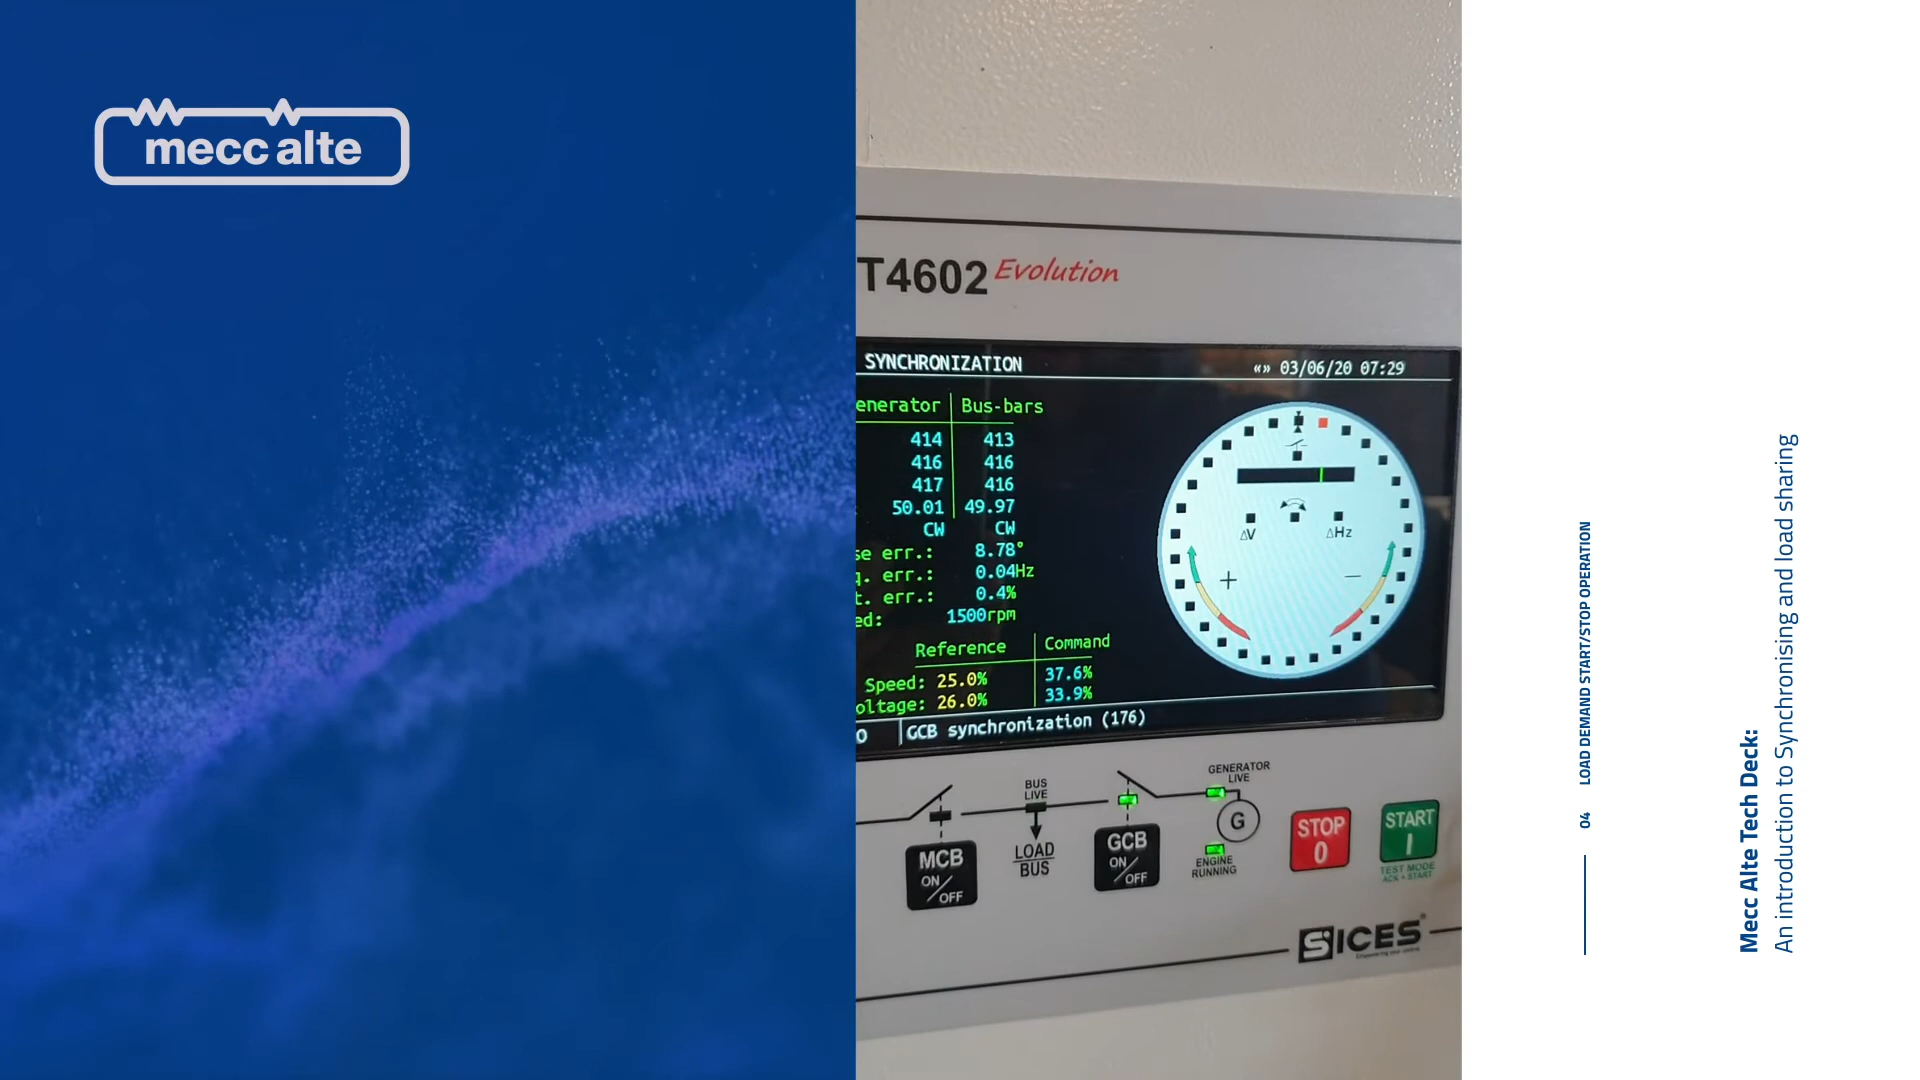 mecc alte
T4602 Evolution
SYNCHRONIZATION
«» 03/06/20 07:29
enerator Bus-bars
414 413
416 416
417 416
50.01 49.97
CW CW
se err.: 8.78°
q. err.: 0.04Hz
t. err.: 0.4%
ed: 1500rpm
Reference Command
Speed: 25.0% 37.6%
oltage: 26.0% 33.9%
GCB synchronization (176)
ΔV ΔHz
+ −
BUS
LIVE
GENERATOR
LIVE
G
LOAD
BUS
ENGINE
RUNNING
MCB
ON/OFF
GCB
ON/OFF
STOP
0
START
I
TEST MODE
ACK + START
SICES
04 LOAD DEMAND START/STOP OPERATION
Mecc Alte Tech Deck:
An introduction to Synchronising and load sharing